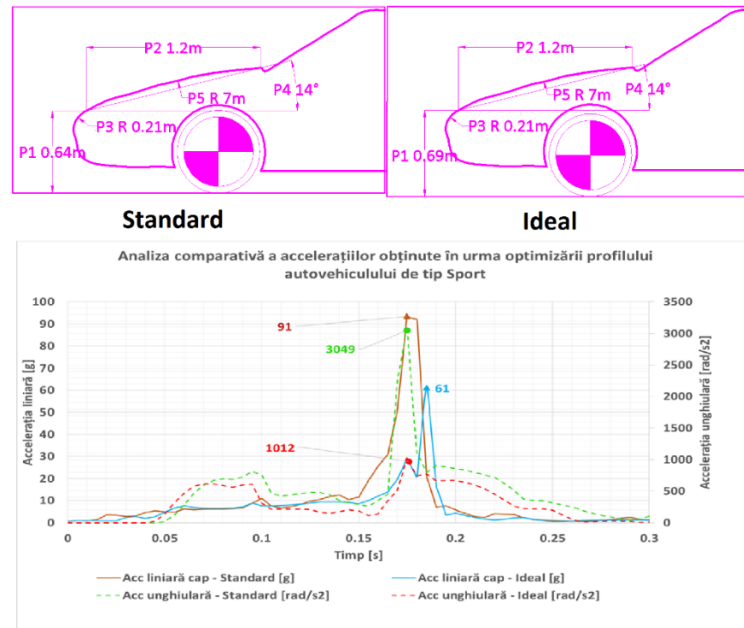 P2 1.2m
P4 14°
P5 R 7m
P3 R 0.21m
P1 0.64m
P2 1.2m
P4 14°
P5 R 7m
P3 R 0.21m
P1 0.69m
Standard
Ideal
Analiza comparativă a accelerațiilor obținute în urma optimizării profilului
autovehiculului de tip Sport
100
90
80
70
60
50
40
30
20
10
0
3500
3000
2500
2000
1500
1000
500
0
Accelerația liniară [g]
Accelerația unghiulară [rad/s2]
91
3049
61
1012
0
0.05
0.1
0.15
0.2
0.25
0.3
Timp [s]
Acc liniară cap - Standard [g]
Acc liniară cap - Ideal [g]
Acc unghiulară - Standard [rad/s2]
Acc unghiulară - Ideal [rad/s2]